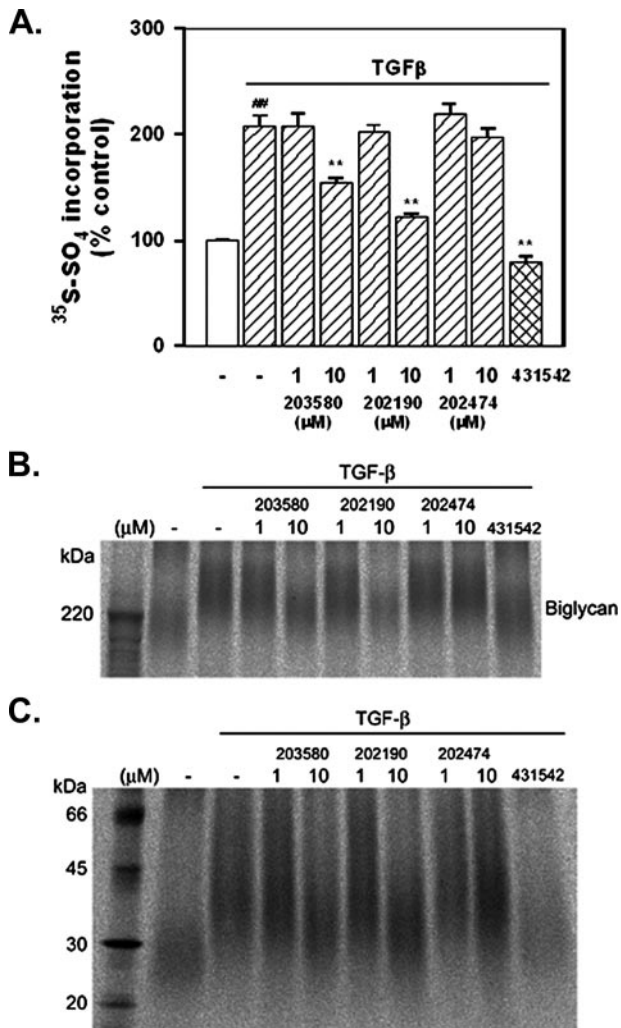 A.
³⁵S-SO₄ incorporation
(% control)
300
200
100
0
TGFβ
##
**
**
**
- - 1 10 1 10 1 10 431542
203580 202190 202474
(μM) (μM) (μM)
B.
TGF-β
203580 202190 202474
(μM) - - 1 10 1 10 1 10 431542
kDa
220
Biglycan
C.
TGF-β
203580 202190 202474
(μM) - - 1 10 1 10 1 10 431542
kDa
66
45
30
20